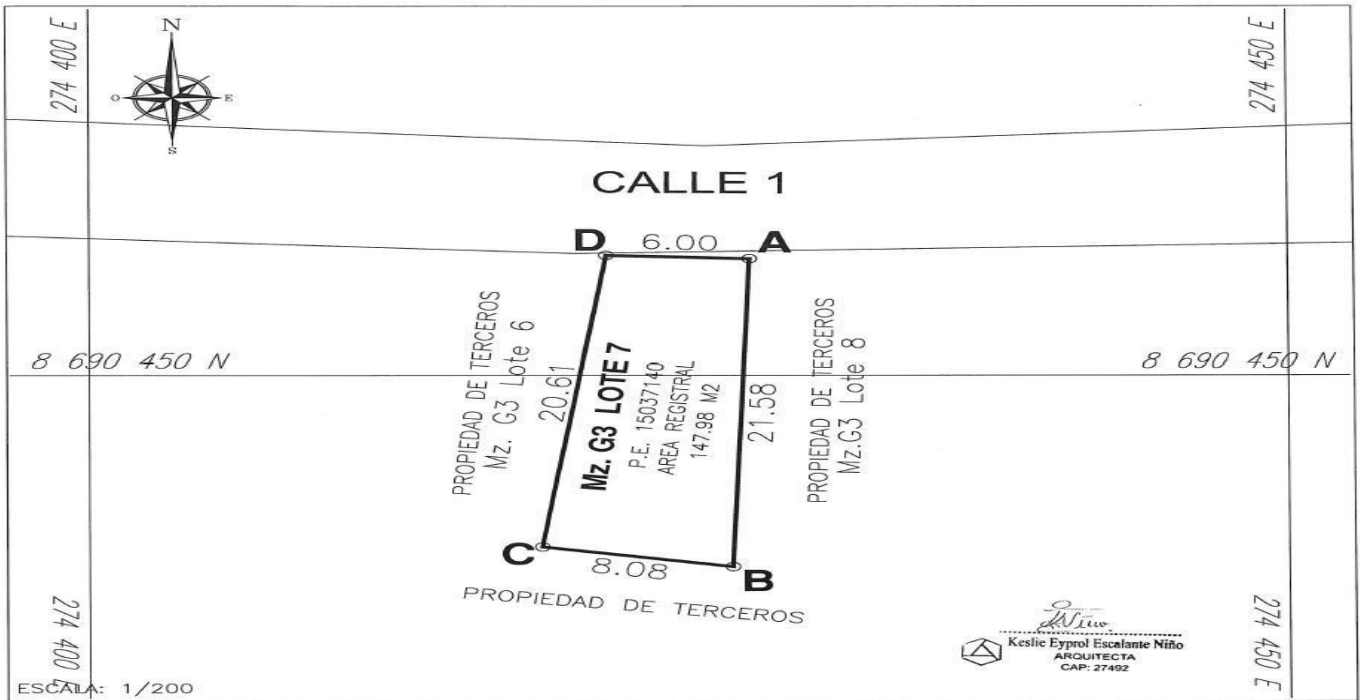 274 400 E
N
O
E
S
274 450 E
CALLE 1
D
6.00
A
8 690 450 N
8 690 450 N
PROPIEDAD DE TERCEROS
Mz. G3 Lote 6
20.61
Mz. G3 LOTE 7
P.E. 15037140
AREA REGISTRAL
147.98 M2
21.58
PROPIEDAD DE TERCEROS
Mz.G3 Lote 8
C
8.08
B
PROPIEDAD DE TERCEROS
274 400 E
Keslie Eyprol Escalante Niño
ARQUITECTA
CAP: 27492
274 450 E
ESCALA: 1/200